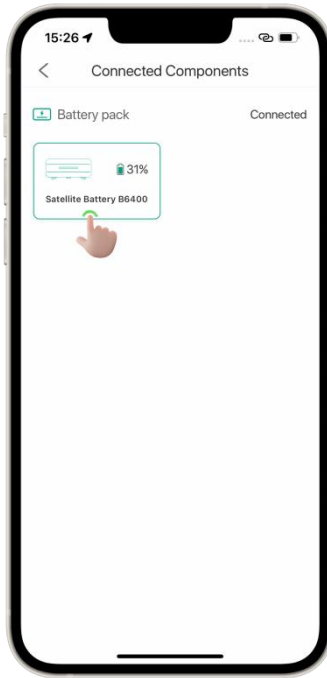 15:26
Connected Components
Battery pack Connected
31%
Satellite Battery B6400